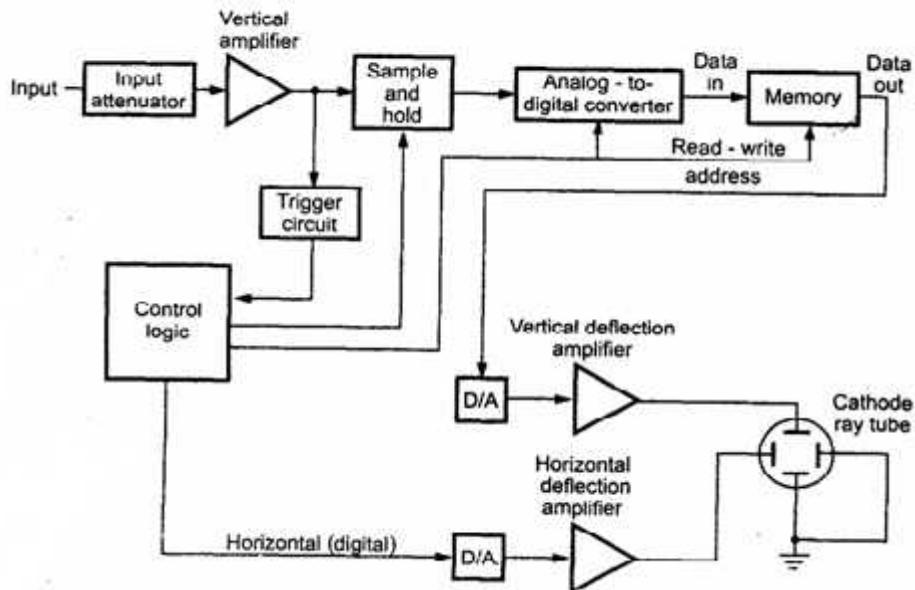 Vertical
amplifier
Input
Input
attenuator
Sample
and
hold
Analog - to-
digital converter
Data
in
Memory
Data
out
Read - write
address
Trigger
circuit
Control
logic
Vertical deflection
amplifier
D/A
Cathode
ray tube
Horizontal
deflection
amplifier
Horizontal (digital)
D/A